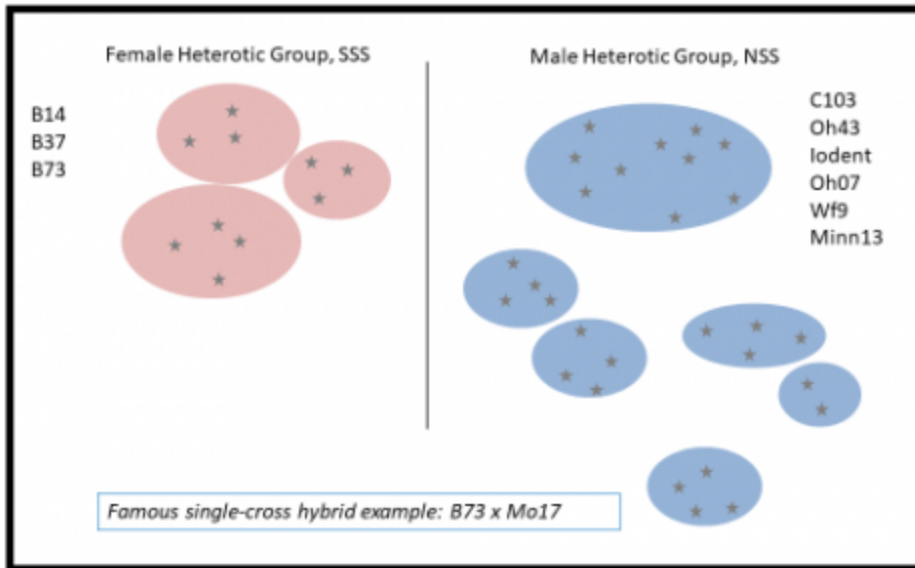 Female Heterotic Group, SSS
Male Heterotic Group, NSS
B14
B37
B73
C103
Oh43
Iodent
Oh07
Wf9
Minn13
Famous single-cross hybrid example: B73 x Mo17